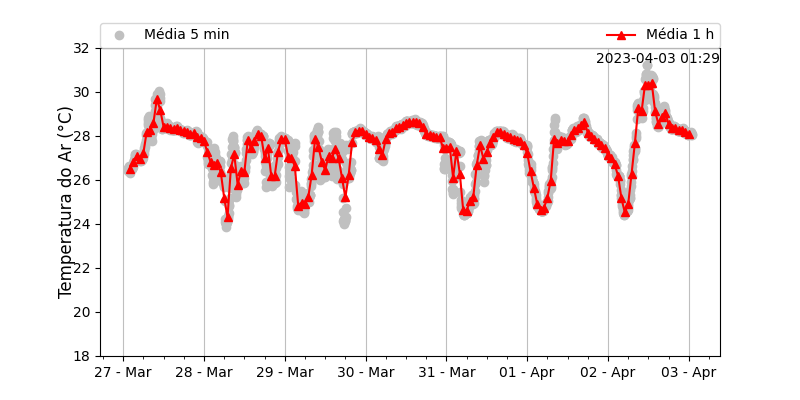 Média 5 min
Média 1 h
2023-04-03 01:29
Temperatura do Ar (°C)
32
30
28
26
24
22
20
18
27 - Mar
28 - Mar
29 - Mar
30 - Mar
31 - Mar
01 - Apr
02 - Apr
03 - Apr